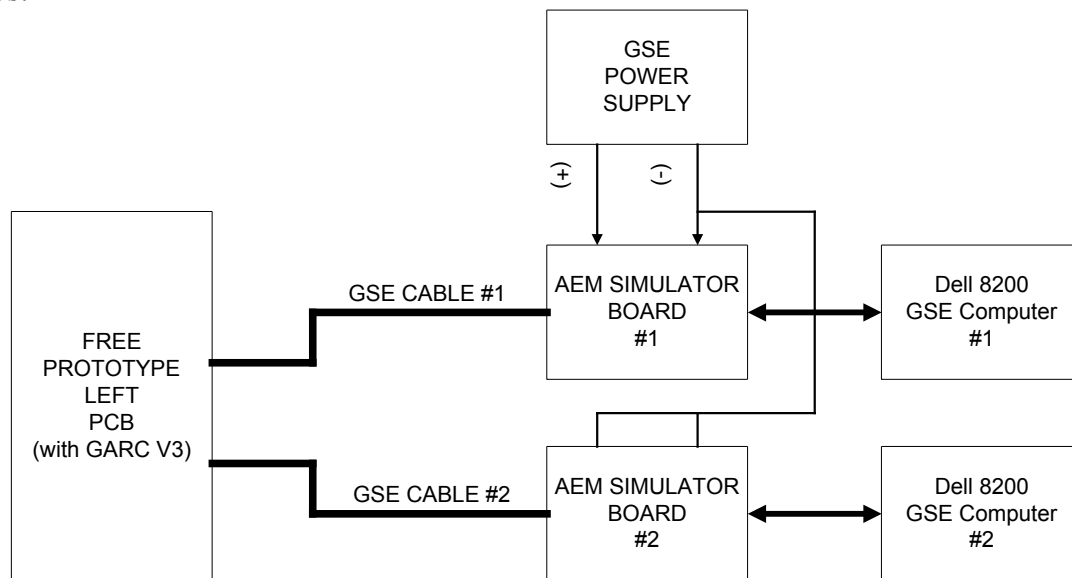 GSE
POWER
SUPPLY
(+)
(-)
FREE
PROTOTYPE
LEFT
PCB
(with GARC V3)
GSE CABLE #1
AEM SIMULATOR
BOARD
#1
Dell 8200
GSE Computer
#1
GSE CABLE #2
AEM SIMULATOR
BOARD
#2
Dell 8200
GSE Computer
#2